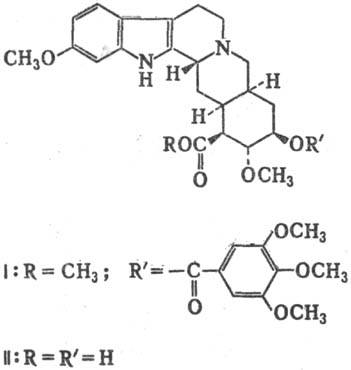 N
CH₃O
N
H
H
H
H
ROC
OR′
O
OCH₃
I: R = CH₃; R′= –C
O
OCH₃
OCH₃
OCH₃
II: R = R′= H